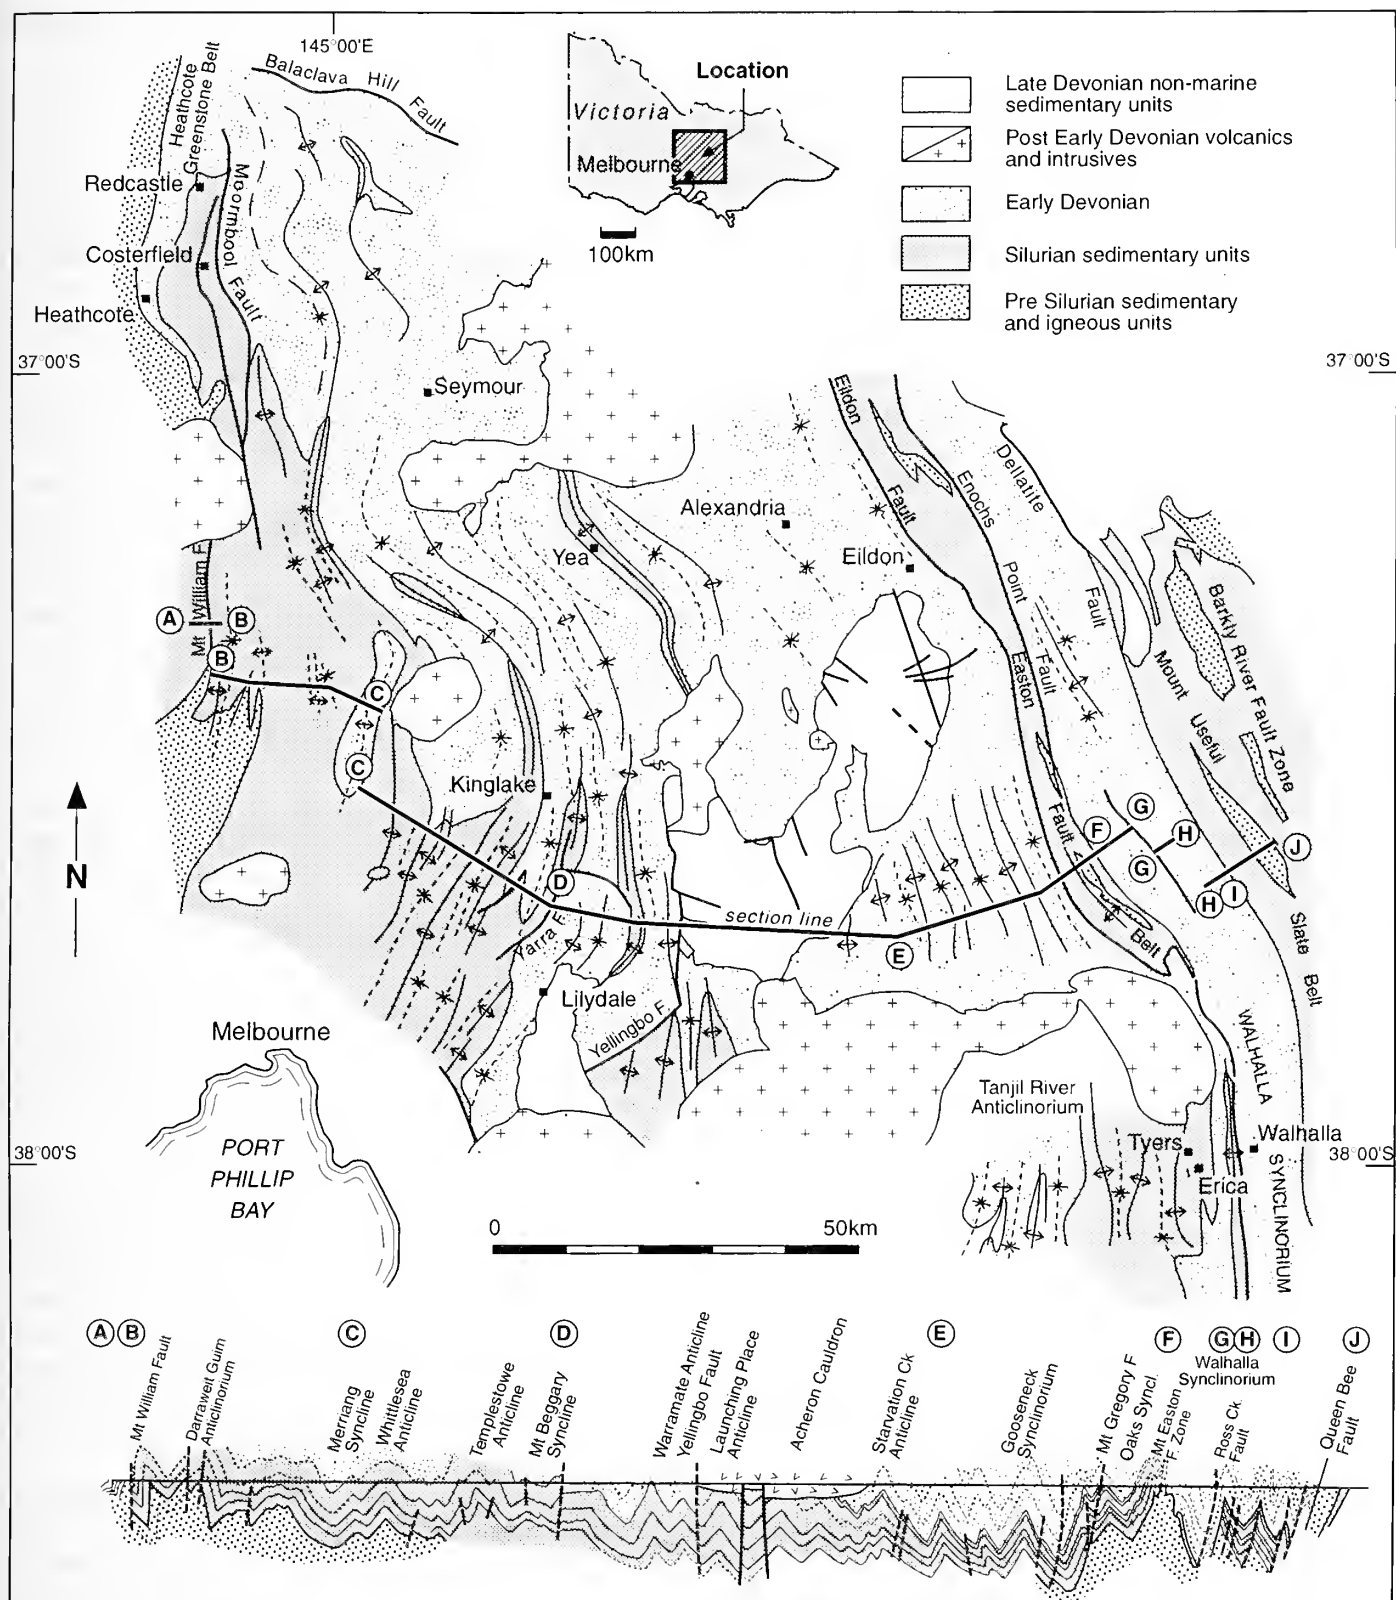 145°00'E
Balaclava Hill Fault
Heathcote
Greenstone Belt
Redcastle
Moormbool Fault
Costerfield
Heathcote
Location
Victoria
Melbourne
100km
Late Devonian non-marine
sedimentary units
Post Early Devonian volcanics
and intrusives
Early Devonian
Silurian sedimentary units
Pre Silurian sedimentary
and igneous units
37°00'S
37°00'S
Seymour
Eildon
Fault
Enochs
Point
Fault
Dellatite
Fault
Alexandria
Yea
Eildon
Mt William F
A
B
B
C
C
Easton
Fault
Belt
Barkly River Fault Zone
Mount
Useful
Slate
Belt
Kinglake
D
F
G
G
H
H
I
J
section line
E
Yarra F.
Lilydale
Yellingbo F.
Melbourne
N
PORT
PHILLIP
BAY
WALHALLA
SYNCLINORIUM
Tanjil River
Anticlinorium
Tyers
Walhalla
Erica
38°00'S
38°00'S
0
50km
A
B
C
D
E
F
G
H
I
J
Mt William Fault
Darraweit Guim
Anticlinorium
Merriang
Syncline
Whittlesea
Anticline
Templestowe
Anticline
Mt Beggary
Syncline
Warramate Anticline
Yellingbo Fault
Launching Place
Anticline
Acheron Cauldron
Starvation Ck
Anticline
Gooseneck
Synclinorium
Mt Gregory F
Oaks Syncl.
Mt Easton
F Zone
Walhalla
Synclinorium
Ross Ck
Fault
Queen Bee
Fault